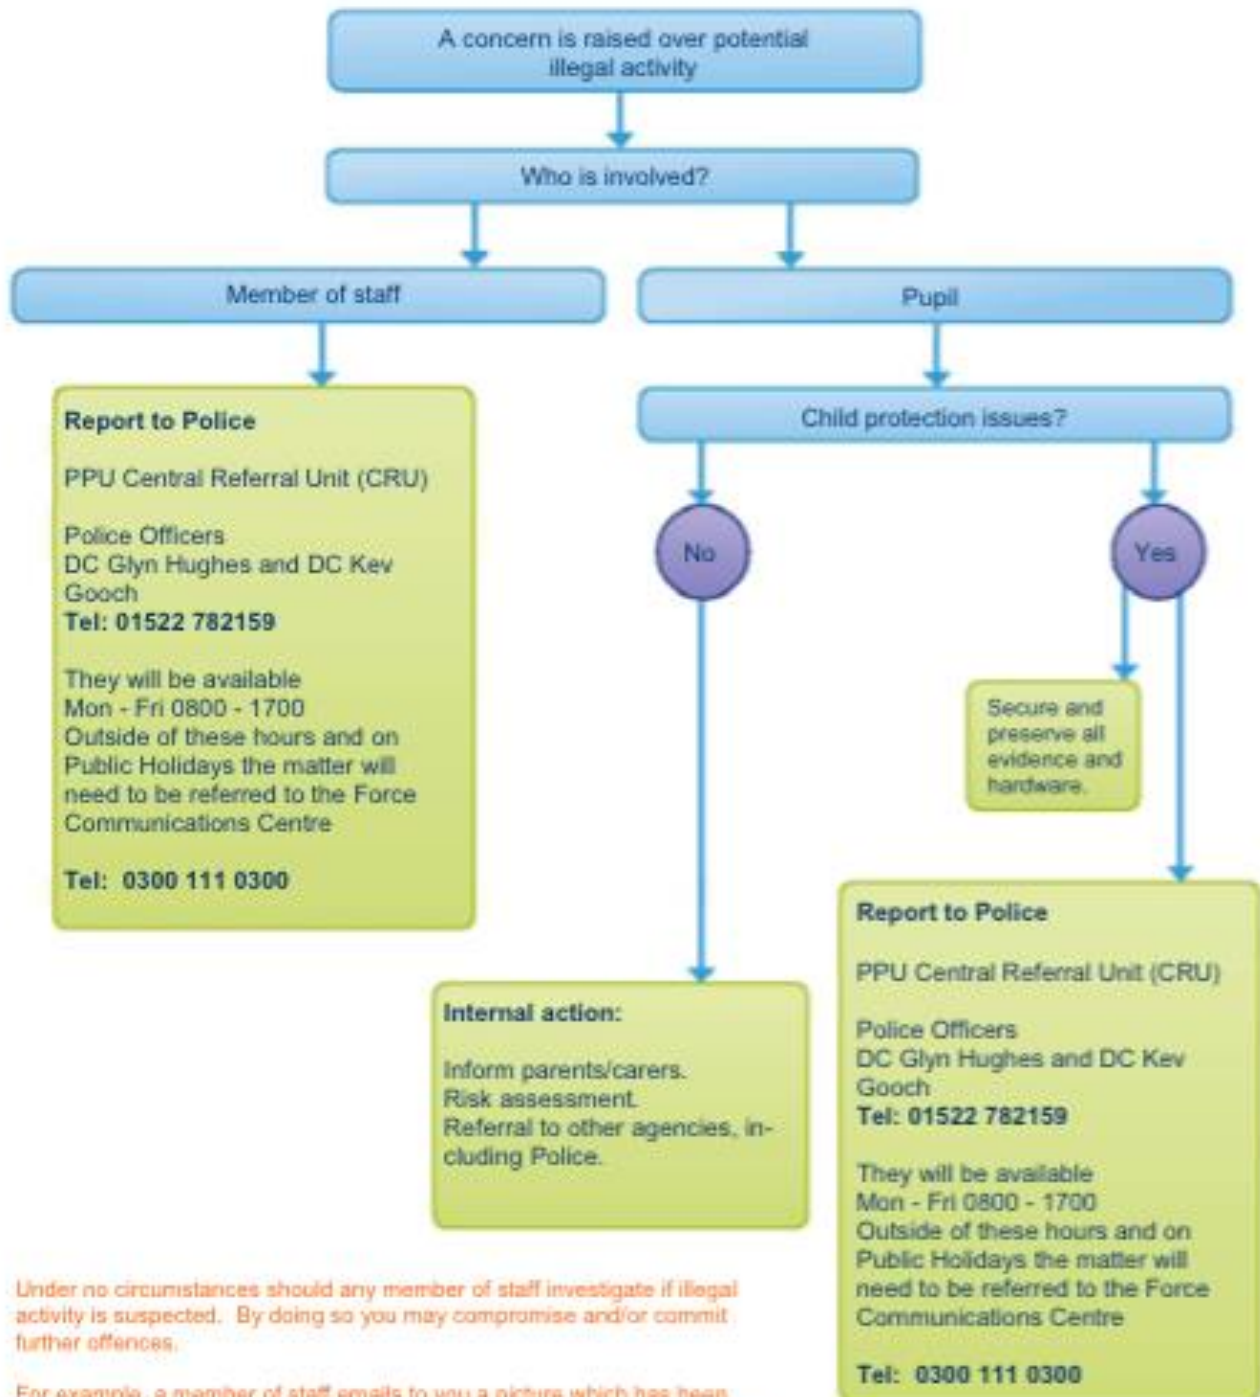 A concern is raised over potential
illegal activity
Who is involved?
Member of staff
Pupil
Report to Police
PPU Central Referral Unit (CRU)
Police Officers
DC Glyn Hughes and DC Kev
Gooch
Tel: 01522 782159
They will be available
Mon - Fri 0800 - 1700
Outside of these hours and on
Public Holidays the matter will
need to be referred to the Force
Communications Centre
Tel: 0300 111 0300
Child protection issues?
No
Yes
Secure and
preserve all
evidence and
hardware.
Internal action:
Inform parents/carers.
Risk assessment.
Referral to other agencies, in-
cluding Police.
Report to Police
PPU Central Referral Unit (CRU)
Police Officers
DC Glyn Hughes and DC Kev
Gooch
Tel: 01522 782159
They will be available
Mon - Fri 0800 - 1700
Outside of these hours and on
Public Holidays the matter will
need to be referred to the Force
Communications Centre
Tel: 0300 111 0300
Under no circumstances should any member of staff investigate if illegal
activity is suspected. By doing so you may compromise and/or commit
further offences.
For example, a member of staff emails to you a picture which has been